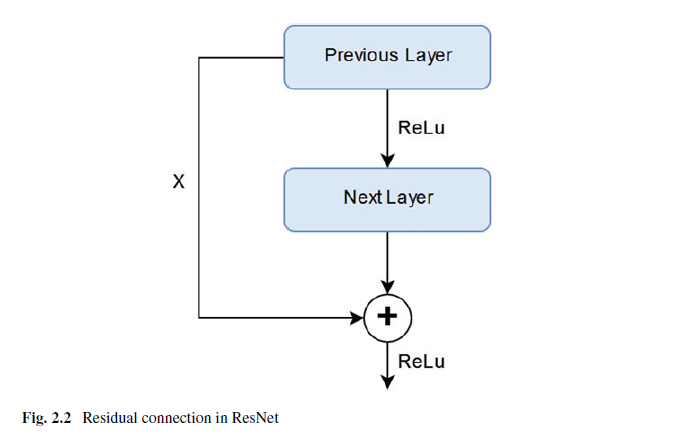 Previous Layer
ReLu
X
Next Layer
+
ReLu
Fig. 2.2 Residual connection in ResNet